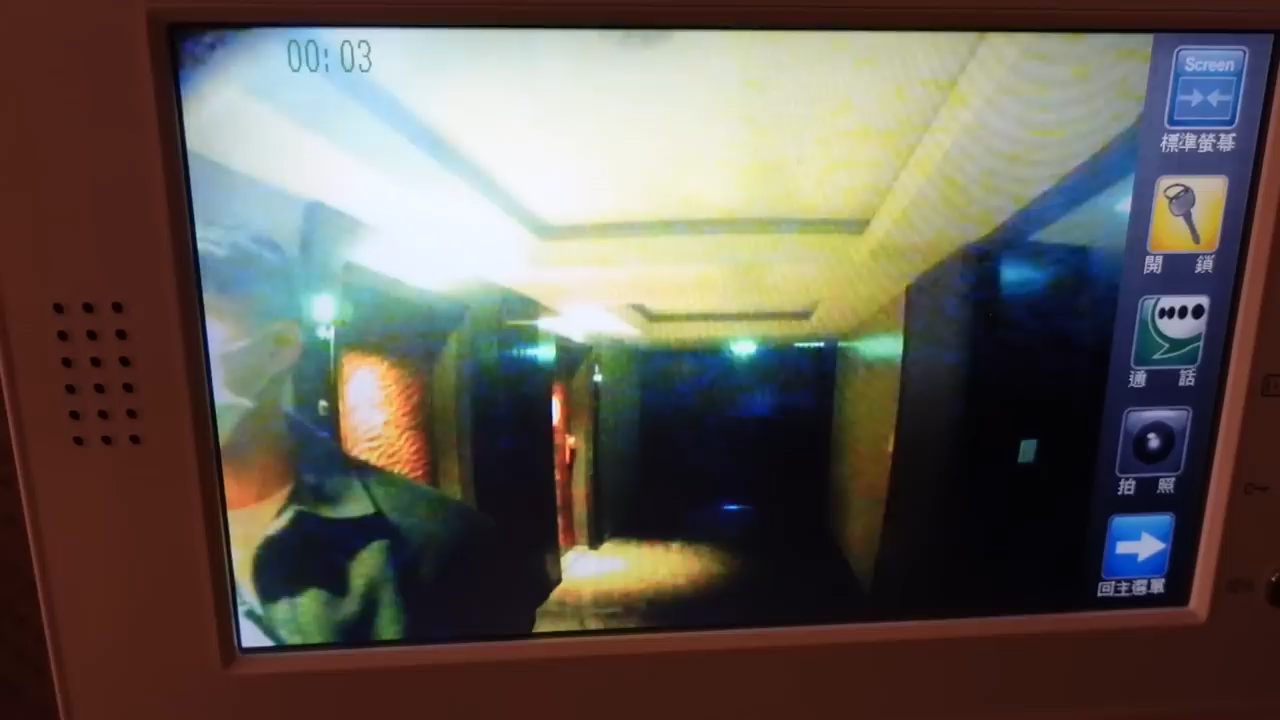 00:03
Screen
標準螢幕
開 鎖
通 話
拍 照
回主選單